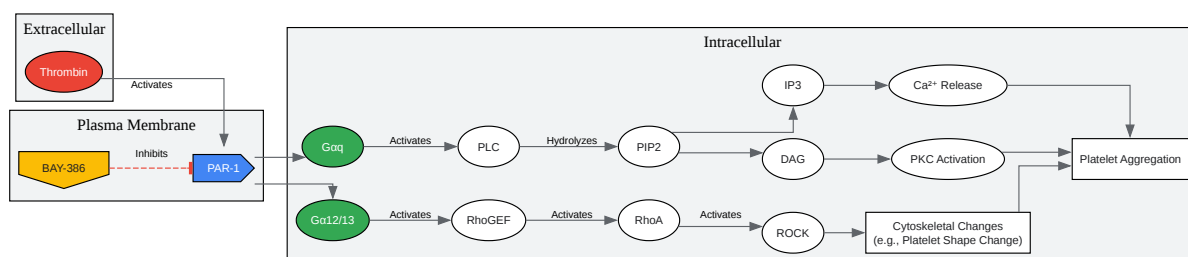 Extracellular
Thrombin
Activates
Plasma Membrane
BAY-386
Inhibits
PAR-1
Intracellular
Gαq
Activates
PLC
Hydrolyzes
PIP2
IP3
Ca²⁺ Release
DAG
PKC Activation
Platelet Aggregation
Gα12/13
Activates
RhoGEF
Activates
RhoA
Activates
ROCK
Cytoskeletal Changes
(e.g., Platelet Shape Change)